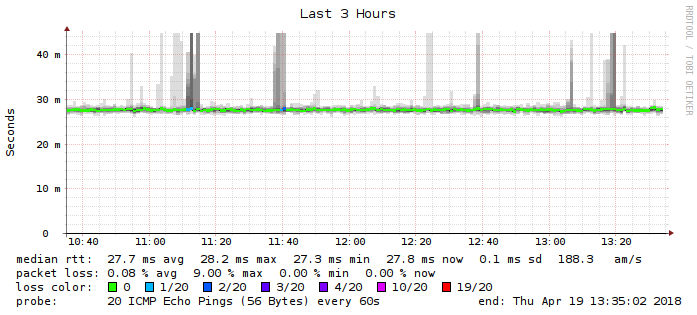 Last 3 Hours
RRDTOOL / TOBI OETIKER
Seconds
40 m
30 m
20 m
10 m
0
10:40 11:00 11:20 11:40 12:00 12:20 12:40 13:00 13:20
median rtt: 27.7 ms avg 28.2 ms max 27.3 ms min 27.8 ms now 0.1 ms sd 188.3 am/s
packet loss: 0.08 % avg 9.00 % max 0.00 % min 0.00 % now
loss color: 0 1/20 2/20 3/20 4/20 10/20 19/20
probe: 20 ICMP Echo Pings (56 Bytes) every 60s end: Thu Apr 19 13:35:02 2018